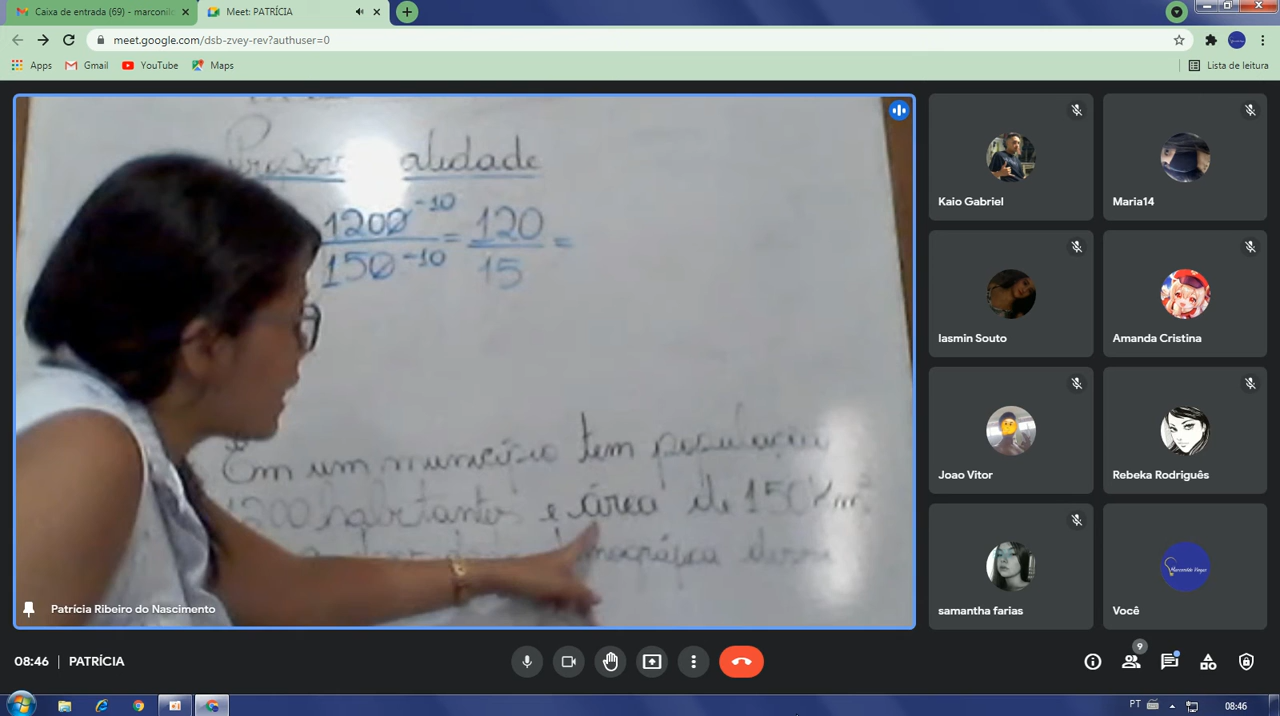 Caixa de entrada (69) - marconilc
Meet: PATRÍCIA
meet.google.com/dsb-zvey-rev?authuser=0
Apps Gmail YouTube Maps
Lista de leitura
1200 -10 = 120 =
150 -10 15
Em um município tem população
1200 habitantos e área de 150 Km²
Patrícia Ribeiro do Nascimento
Kaio Gabriel
Maria14
Iasmin Souto
Amanda Cristina
Joao Vitor
Rebeka Rodriguês
samantha farias
Você
08:46 | PATRÍCIA
9
PT
08:46